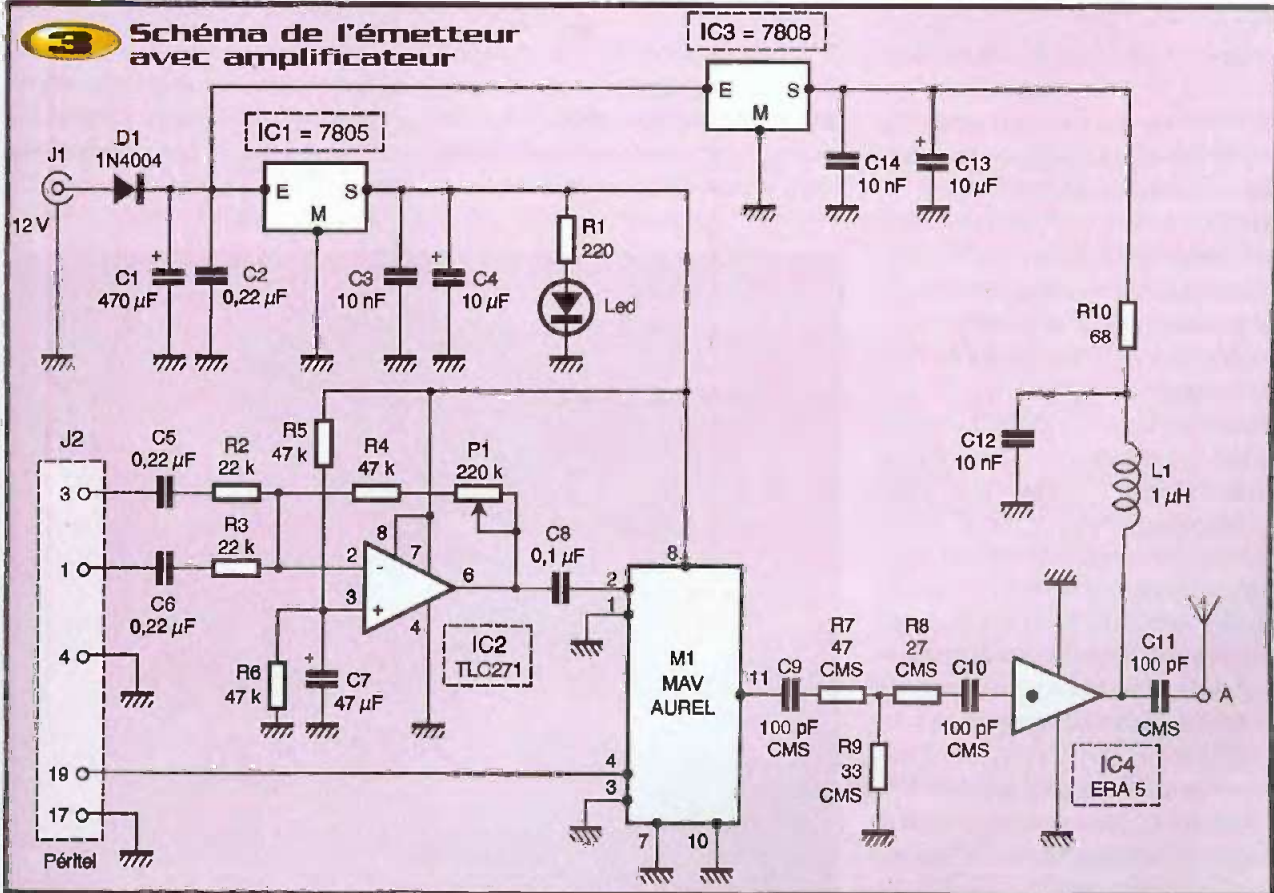 3
Schéma de l'émetteur
avec amplificateur
IC3 = 7808
E
S
M
C14
10 nF
+
C13
10 µF
J1
12 V
D1
1N4004
IC1 = 7805
E
S
M
+
C1
470 µF
C2
0,22 µF
C3
10 nF
+
C4
10 µF
R1
220
Led
R10
68
C12
10 nF
L1
1 µH
J2
3
1
4
19
17
Péritel
C5
0,22 µF
R2
22 k
R3
22 k
C6
0,22 µF
R5
47 k
R4
47 k
P1
220 k
R6
47 k
+
C7
47 µF
2
-
3
+
8
7
6
4
IC2
TLC271
C8
0,1 µF
8
2
1
M1
MAV
AUREL
11
4
3
7
10
C9
100 pF
CMS
R7
47
CMS
R8
27
CMS
R9
33
CMS
C10
100 pF
CMS
IC4
ERA 5
C11
100 pF
CMS
A